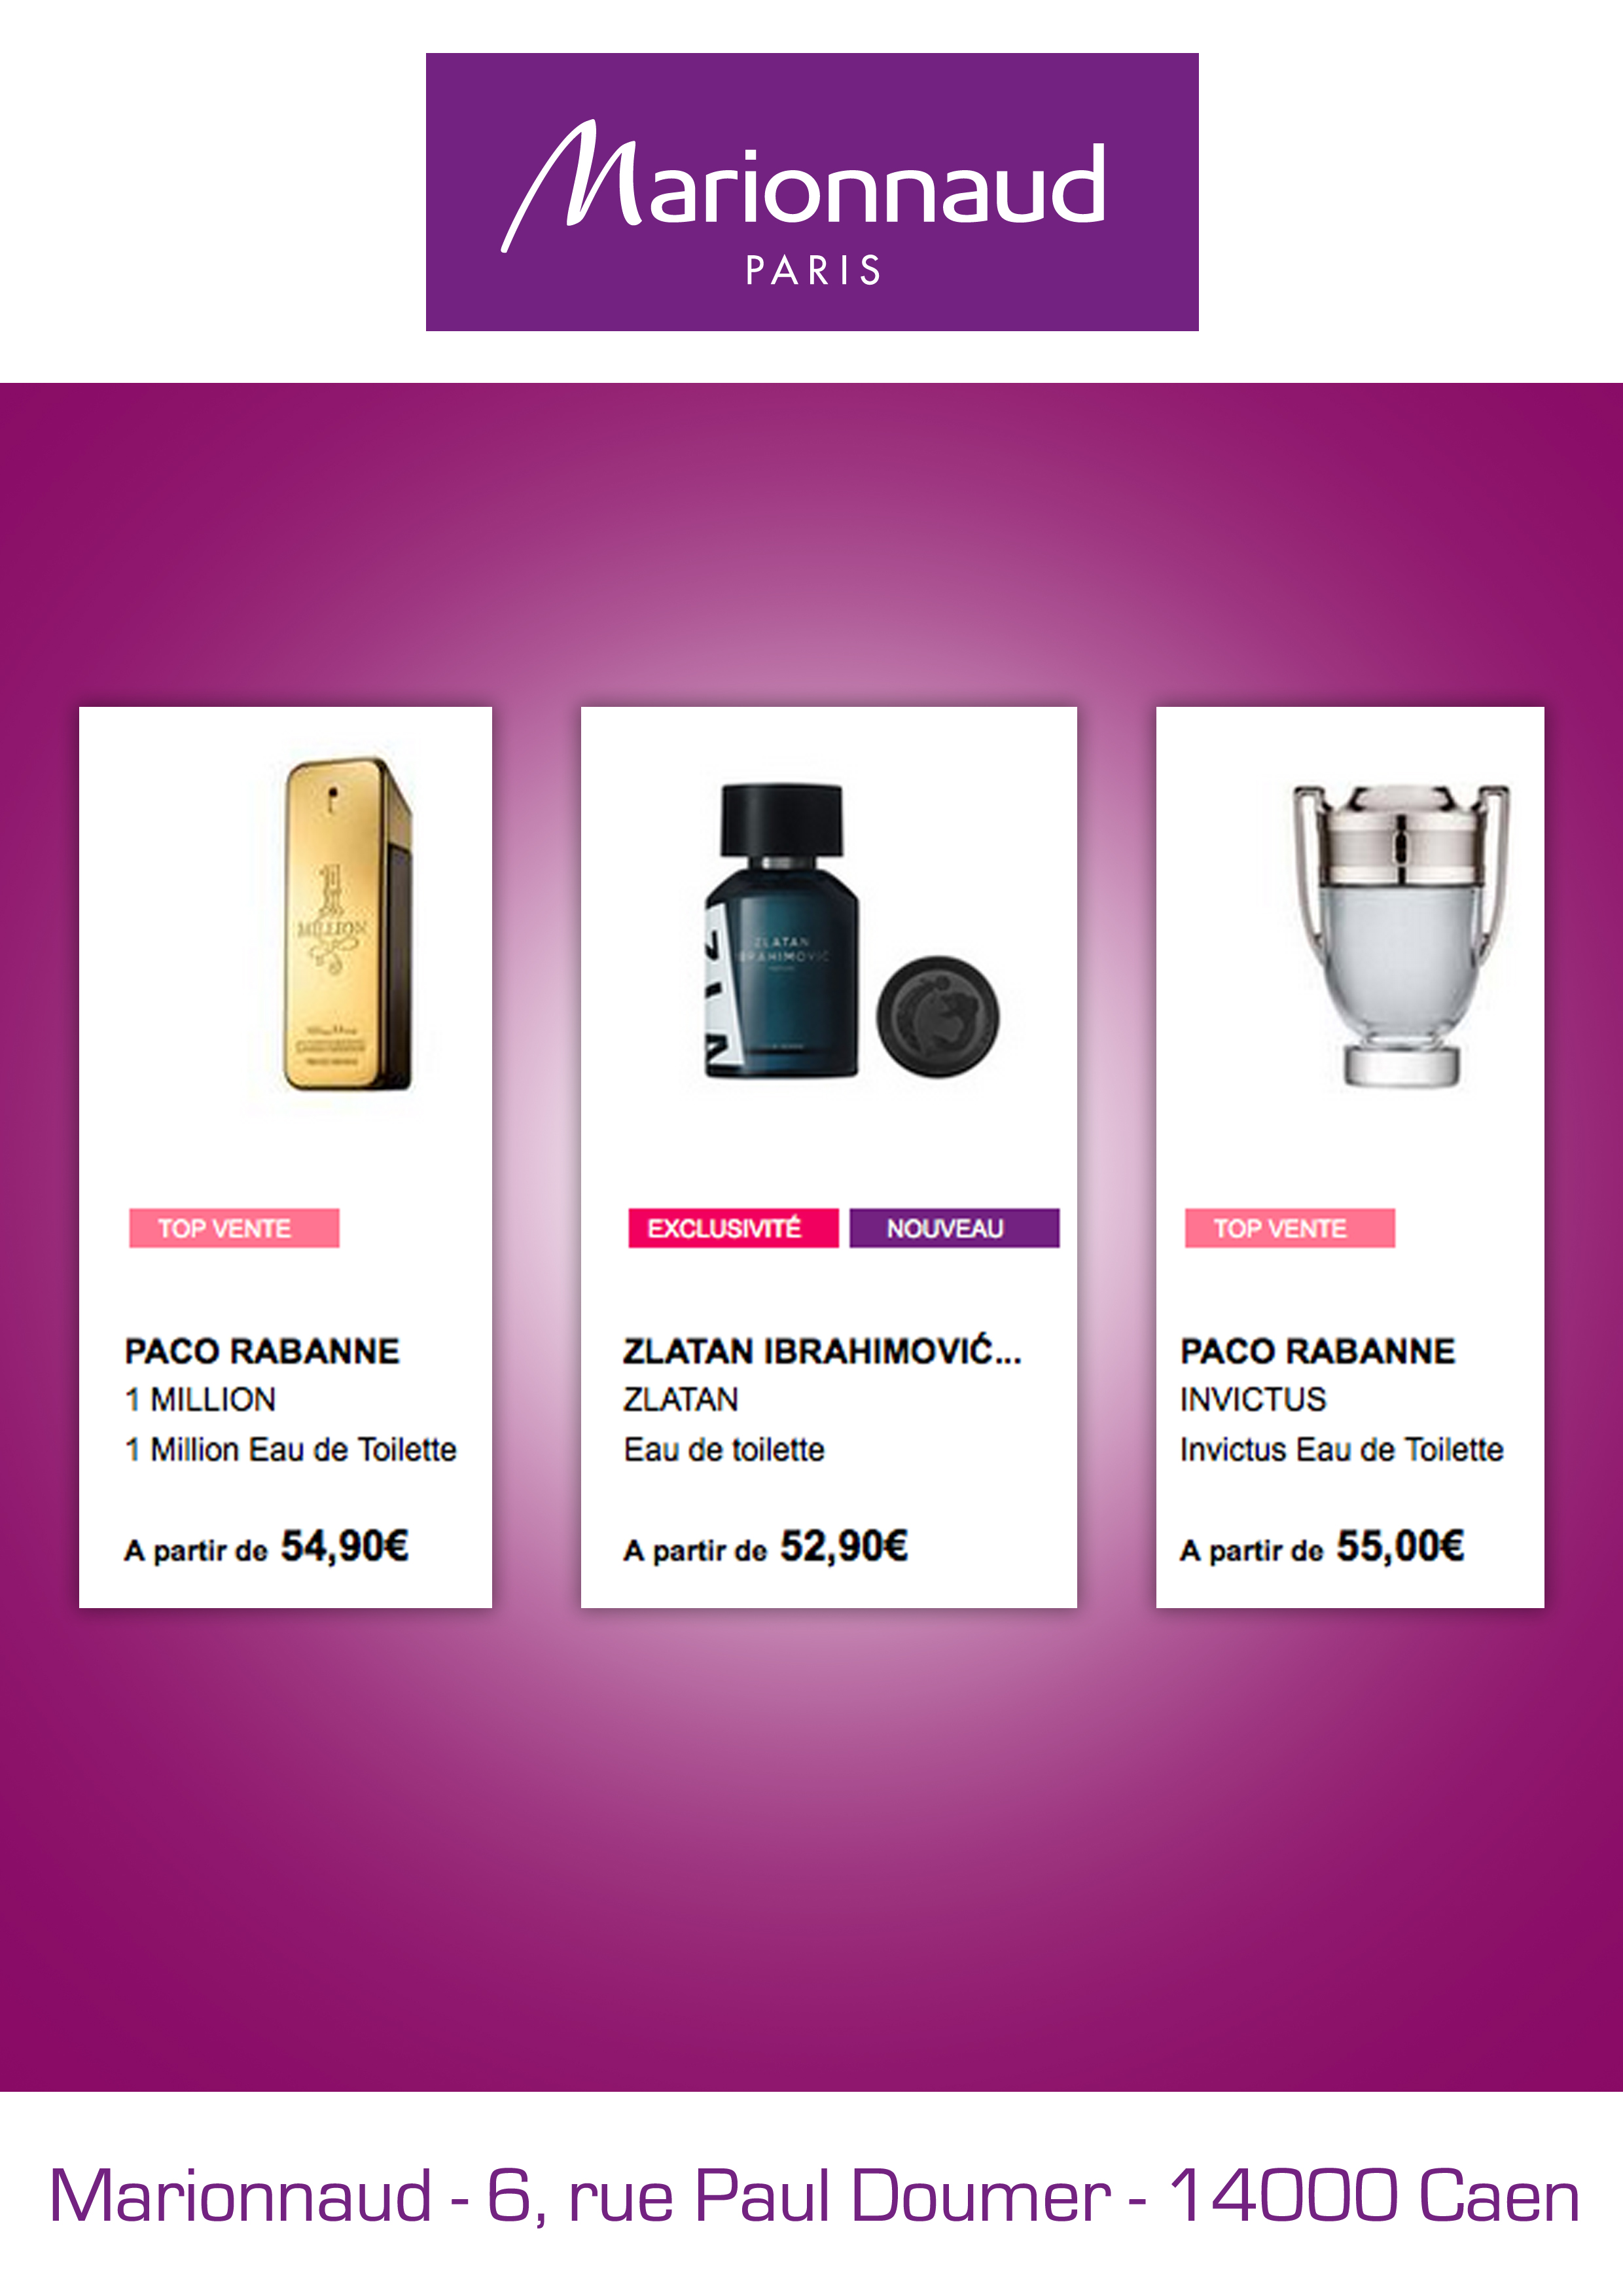 Marionnaud
PARIS
1
MILLION
ZLATAN
IBRAHIMOVIĆ
TOP VENTE
PACO RABANNE
1 MILLION
1 Million Eau de Toilette
A partir de 54,90€
EXCLUSIVITÉ NOUVEAU
ZLATAN IBRAHIMOVIĆ...
ZLATAN
Eau de toilette
A partir de 52,90€
TOP VENTE
PACO RABANNE
INVICTUS
Invictus Eau de Toilette
A partir de 55,00€
Marionnaud - 6, rue Paul Doumer - 14000 Caen